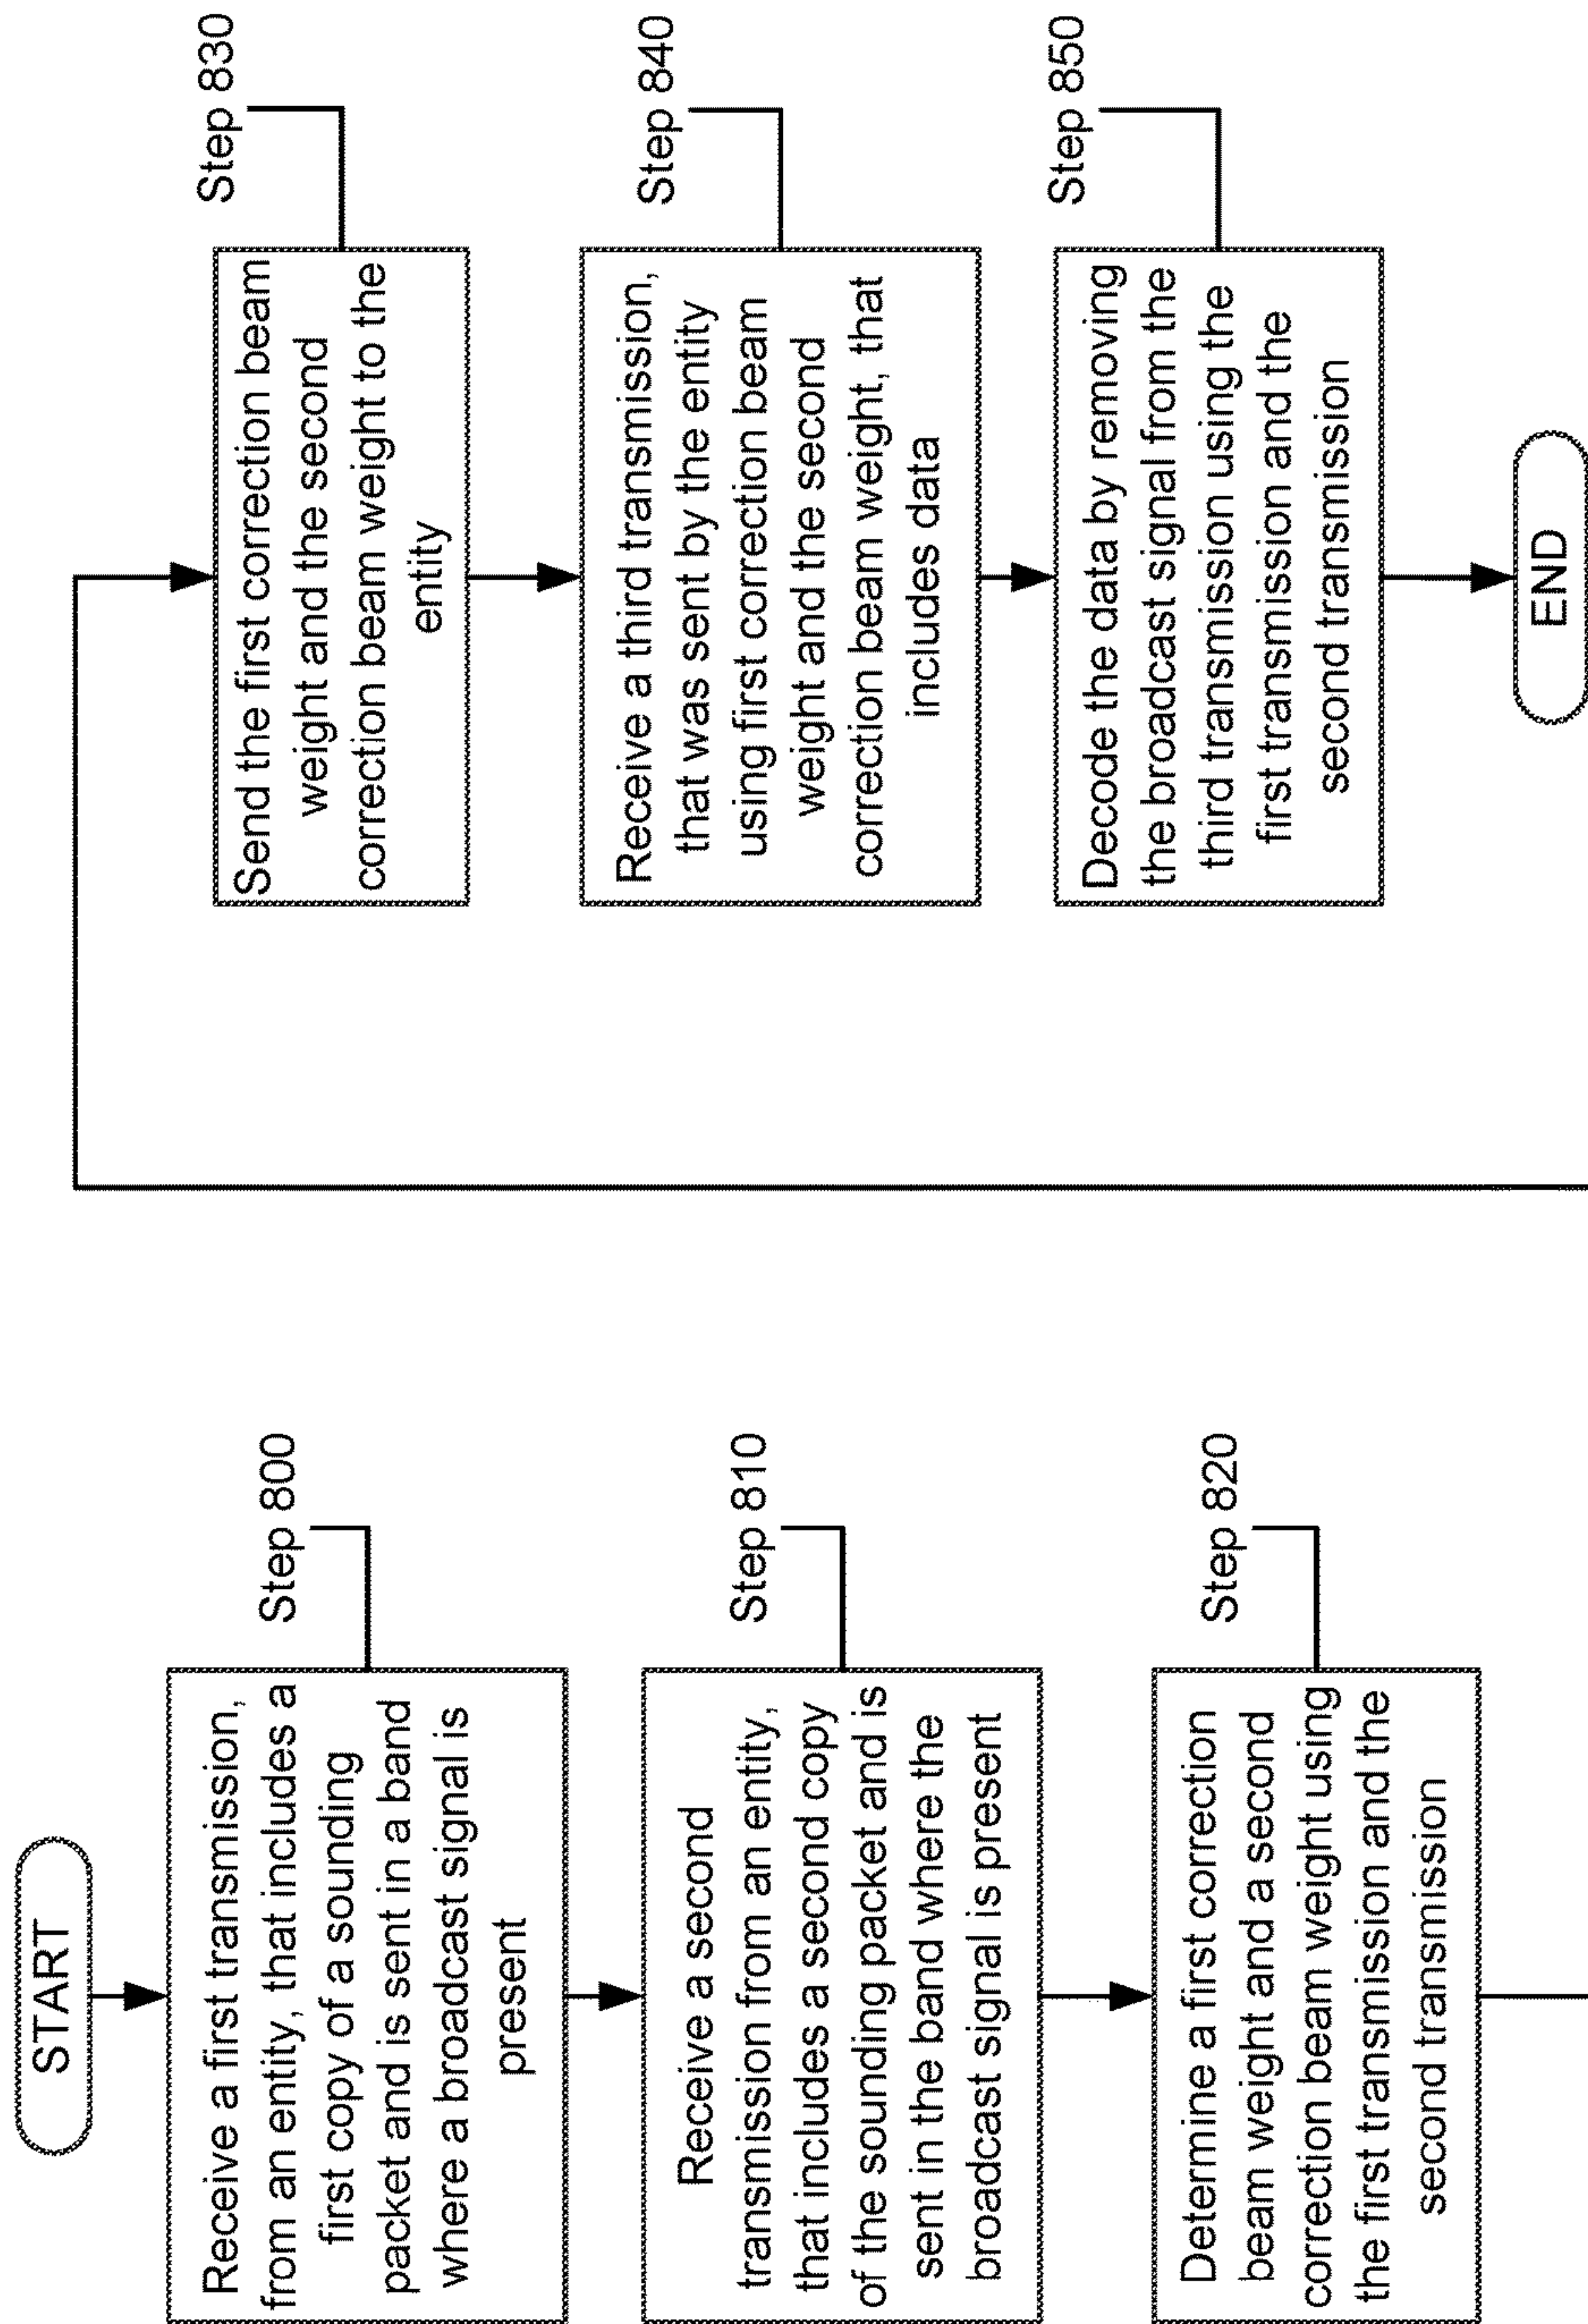 START
Receive a first transmission,
from an entity, that includes a
first copy of a sounding
packet and is sent in a band
where a broadcast signal is
present
Step 800
Receive a second
transmission from an entity,
that includes a second copy
of the sounding packet and is
sent in the band where the
broadcast signal is present
Step 810
Determine a first correction
beam weight and a second
correction beam weight using
the first transmission and the
second transmission
Step 820
Send the first correction beam
weight and the second
correction beam weight to the
entity
Step 830
Receive a third transmission,
that was sent by the entity
using first correction beam
weight and the second
correction beam weight, that
includes data
Step 840
Decode the data by removing
the broadcast signal from the
third transmission using the
first transmission and the
second transmission
Step 850
END